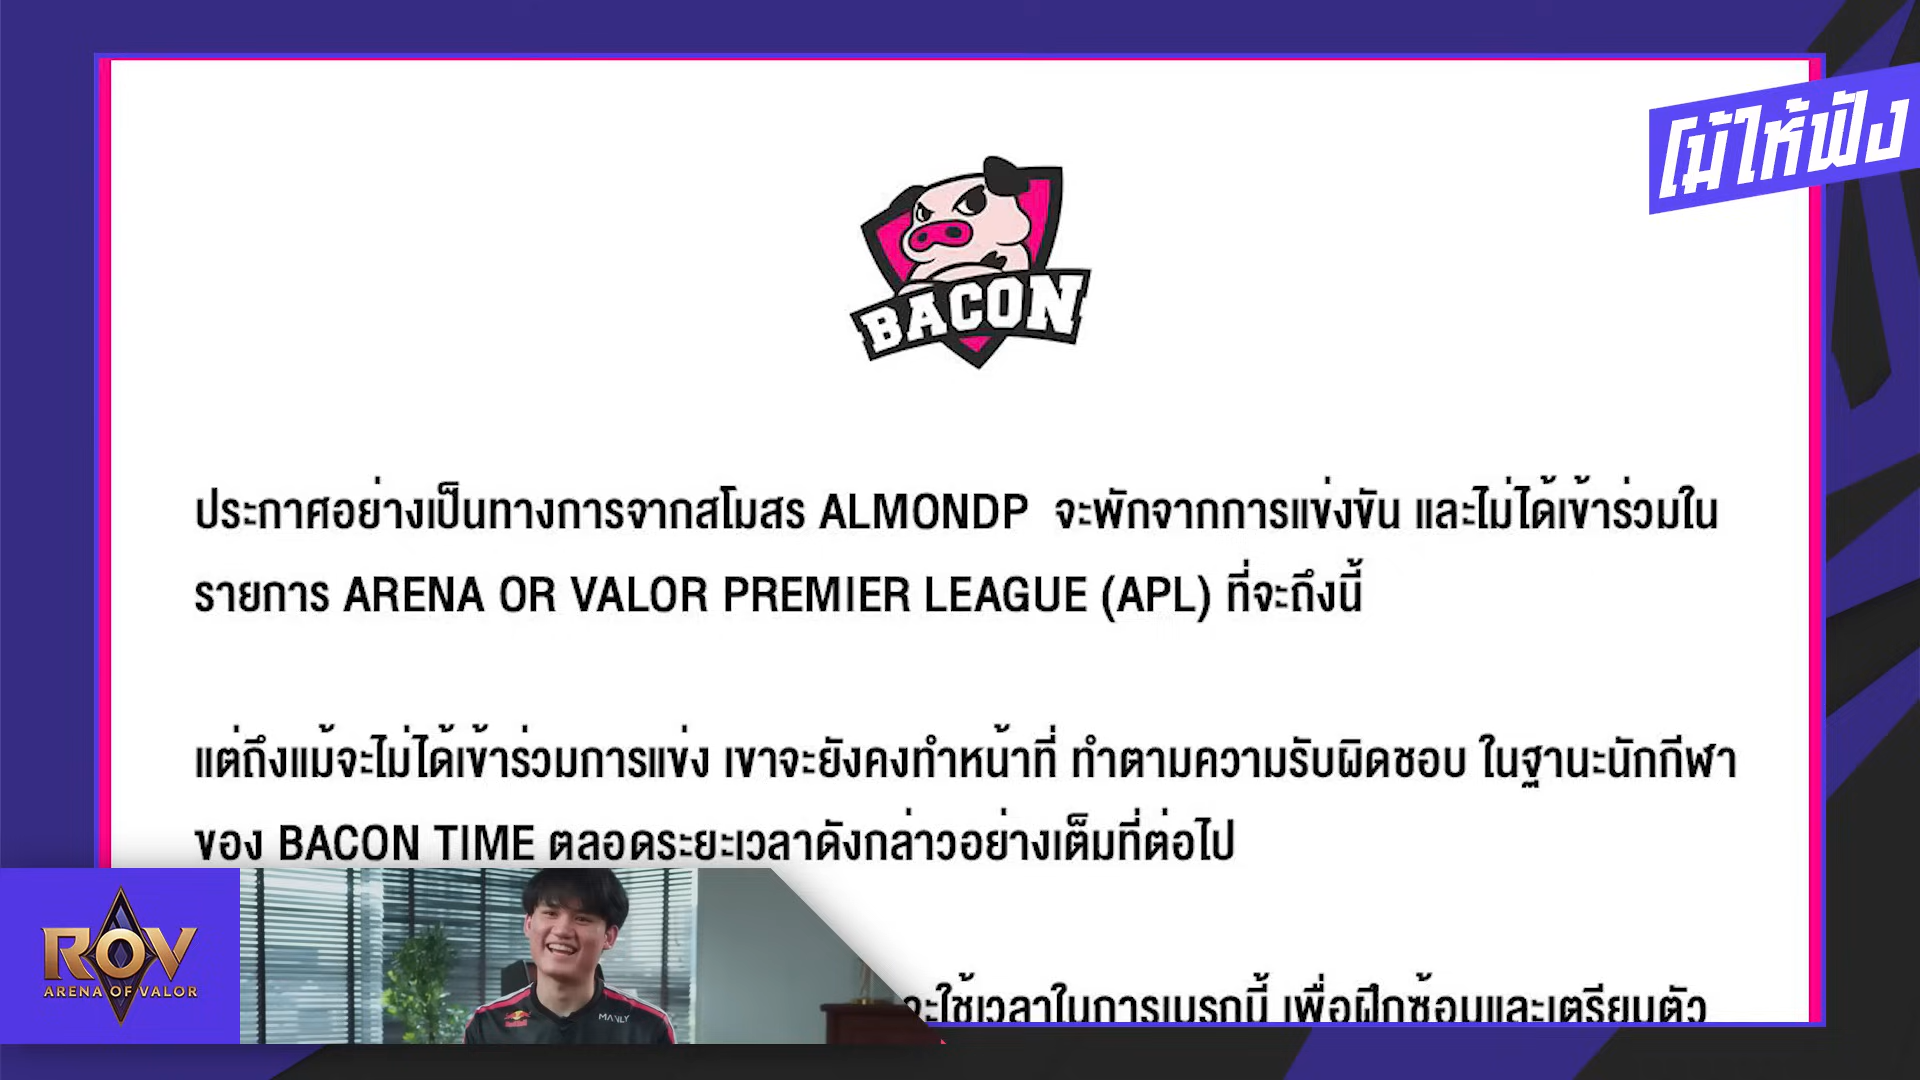 โม้ให้ฟัง
BACON
ประกาศอย่างเป็นทางการจากสโมสร ALMONDP จะพักจากการแข่งขัน และไม่ได้เข้าร่วมใน
รายการ ARENA OR VALOR PREMIER LEAGUE (APL) ที่จะถึงนี้
แต่ถึงแม้จะไม่ได้เข้าร่วมการแข่ง เขาจะยังคงทำหน้าที่ ทำตามความรับผิดชอบ ในฐานะนักกีฬา
ของ BACON TIME ตลอดระยะเวลาดังกล่าวอย่างเต็มที่ต่อไป
จะใช้เวลาในการเบรกนี้ เพื่อฝึกซ้อมและเตรียมตัว
ROV
ARENA OF VALOR
Red Bull
MANLY